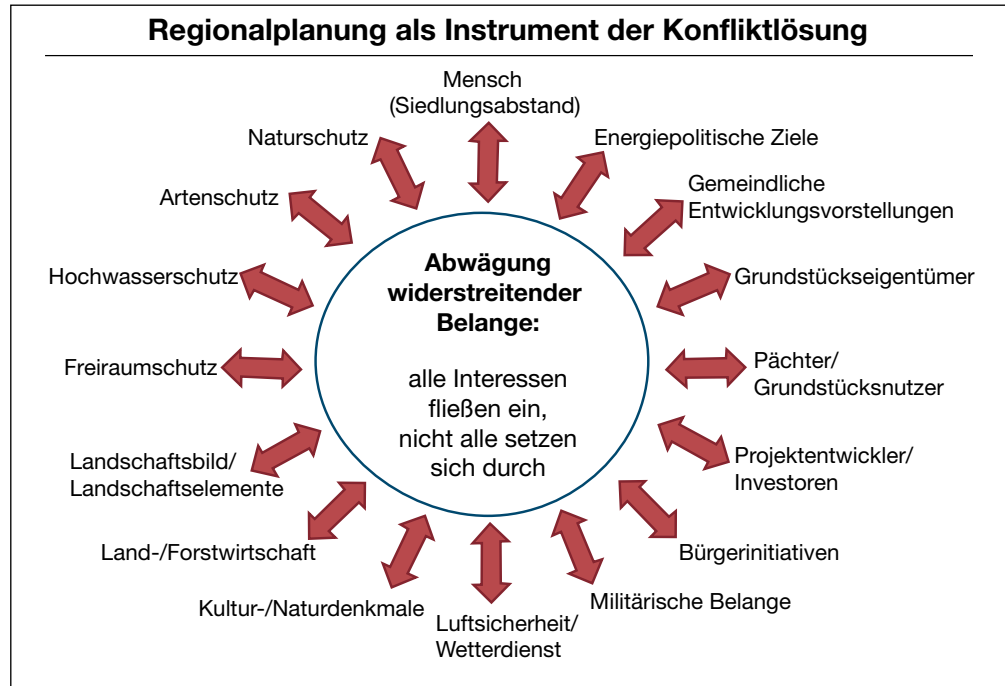 Regionalplanung als Instrument der Konfliktlösung
Mensch
(Siedlungsabstand)
Energiepolitische Ziele
Gemeindliche
Entwicklungsvorstellungen
Grundstückseigentümer
Pächter/
Grundstücksnutzer
Projektentwickler/
Investoren
Bürgerinitiativen
Militärische Belange
Luftsicherheit/
Wetterdienst
Kultur-/Naturdenkmale
Land-/Forstwirtschaft
Landschaftsbild/
Landschaftselemente
Freiraumschutz
Hochwasserschutz
Artenschutz
Naturschutz
Abwägung
widerstreitender
Belange:
alle Interessen
fließen ein,
nicht alle setzen
sich durch